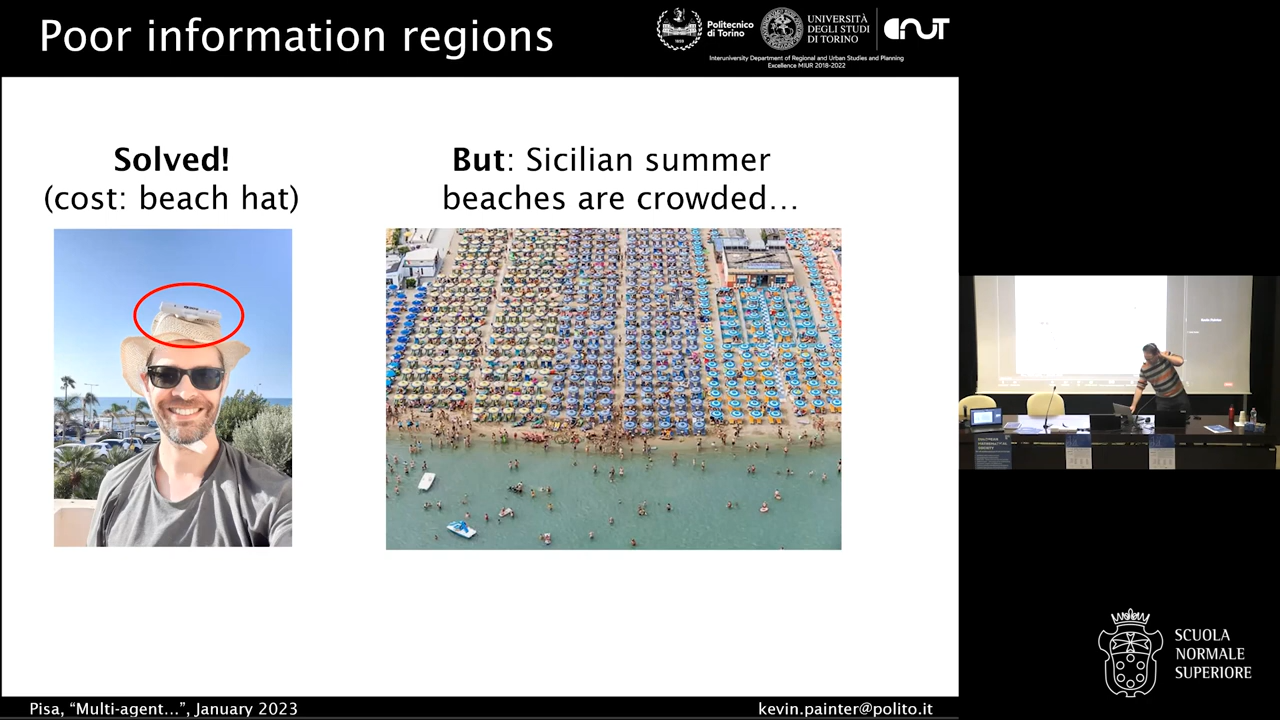 Poor information regions
Politecnico
di Torino
UNIVERSITÀ
DEGLI STUDI
DI TORINO
Interuniversity Department of Regional and Urban Studies and Planning
Excellence MIUR 2018-2022
Solved!
(cost: beach hat)
But: Sicilian summer
beaches are crowded...
SCUOLA
NORMALE
SUPERIORE
Pisa, “Multi-agent...”, January 2023
kevin.painter@polito.it